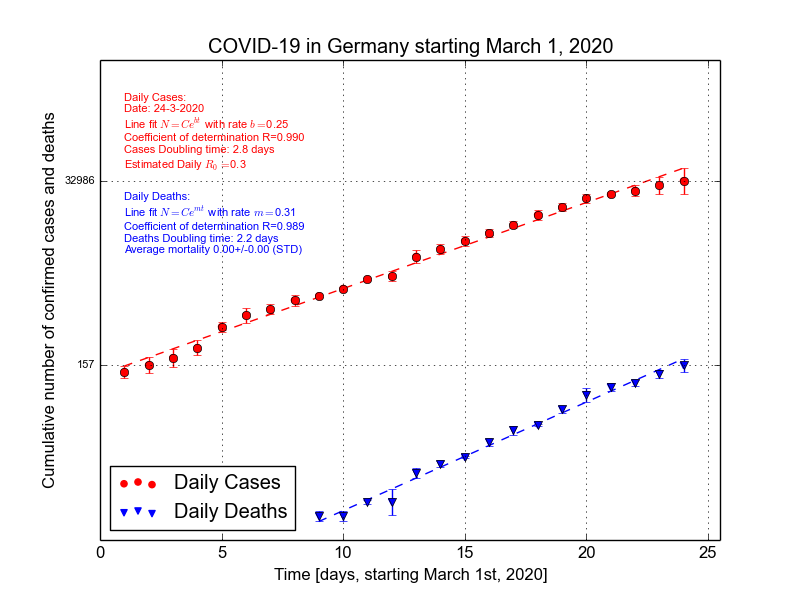 COVID-19 in Germany starting March 1, 2020
Daily Cases:
Date: 24-3-2020
Line fit N = Ce^{bt} with rate b = 0.25
Coefficient of determination R=0.990
Cases Doubling time: 2.8 days
Estimated Daily R_0 = 0.3
Daily Deaths:
Line fit N = Ce^{mt} with rate m = 0.31
Coefficient of determination R=0.989
Deaths Doubling time: 2.2 days
Average mortality 0.00+/-0.00 (STD)
32986
157
Cumulative number of confirmed cases and deaths
Daily Cases
Daily Deaths
0 5 10 15 20 25
Time [days, starting March 1st, 2020]